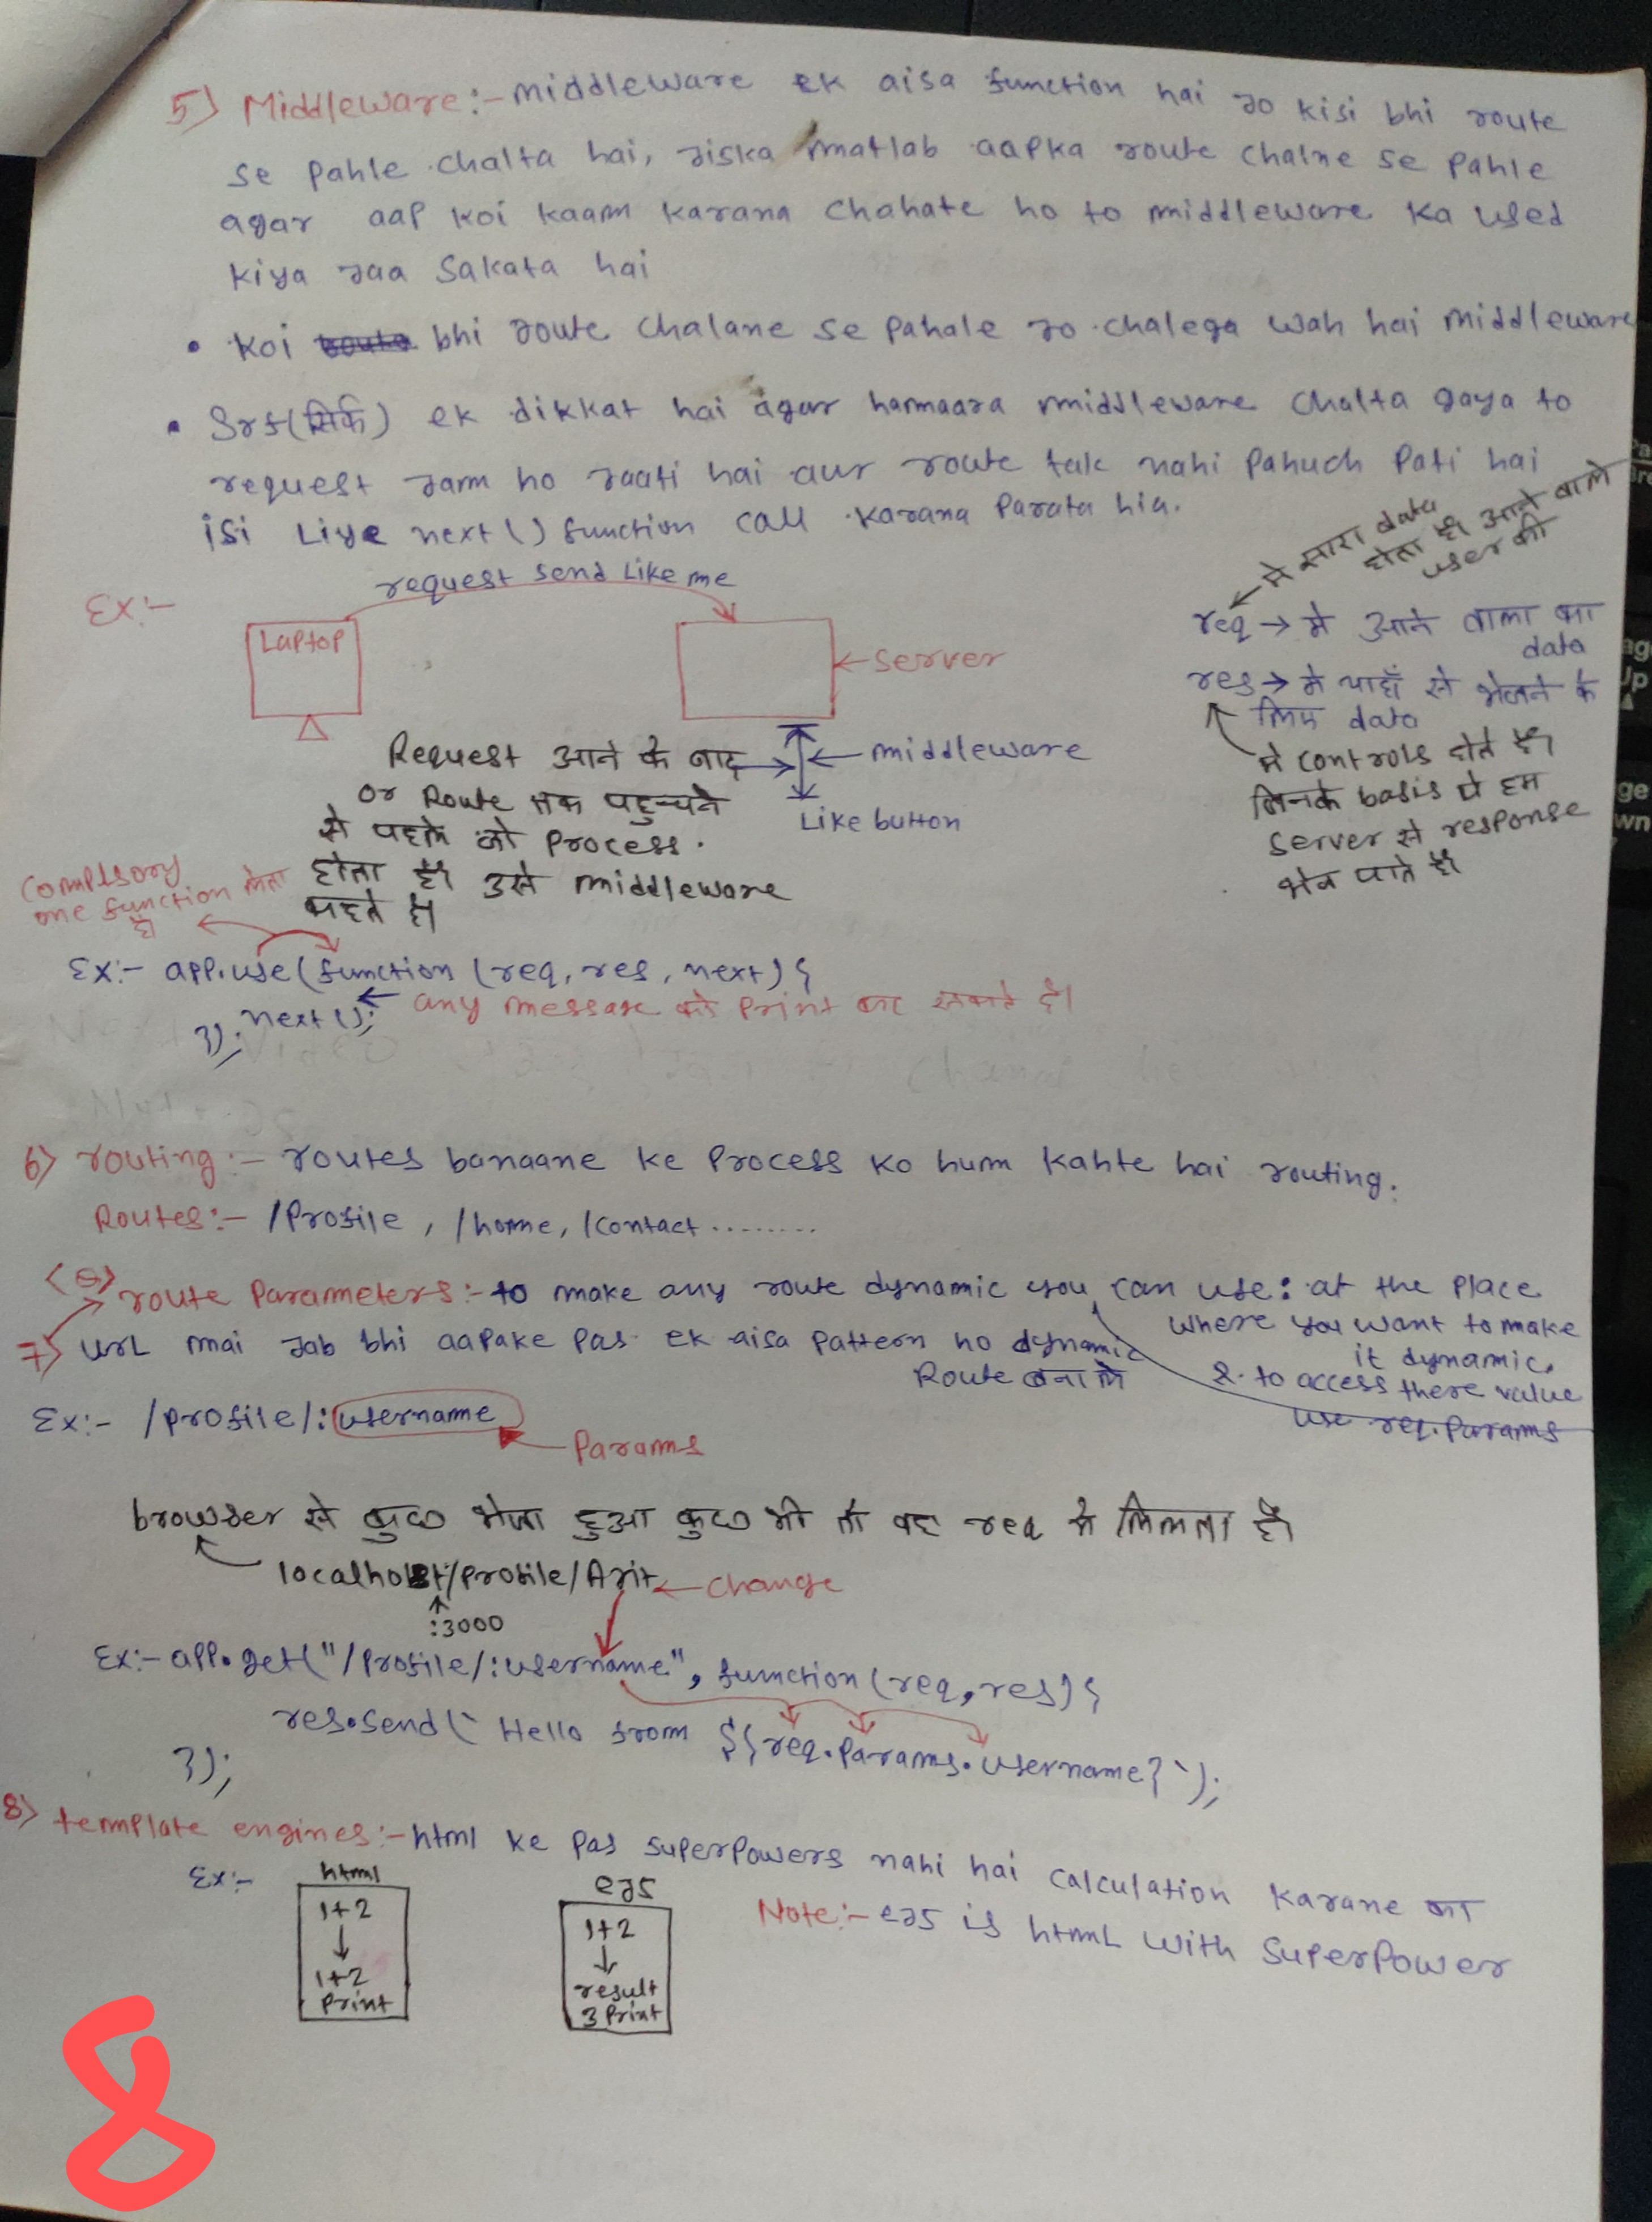 5) Middleware:- middleware ek aisa function hai jo kisi bhi route
se pahle chalta hai, jiska matlab aapka route chalne se pahle
agar aap koi kaam karana chahate ho to middleware ka used
kiya jaa sakata hai
• koi bhi route chalane se pahale jo chalega wah hai middleware
• Srf(सिर्फ) ek dikkat hai agar hamaara middleware chalta gaya to
request jam ho jaati hai aur route tak nahi pahuch pati hai
isi liye next() function call karana parata hia.
Ex:-
request send like me
Laptop
server
Request आने के बाद
or Route तक पहुचने
से पहले जो process.
होता है। उसे middleware
कहते है।
middleware
Like button
मे सारा data
होता है। आने वाले
user की
req → मे आने वाला का
data
res → मे यहाँ से भेजने के
लिए data
मे controls होते है।
जिनके basis पे हम
server से response
भेज पाते है।
complsory
one function लेता
है
Ex:- app.use(function (req, res, next) {
next(); any message को print कर सकते है।
});
6) routing:- routes banaane ke process ko hum kahte hai routing.
Routes:- /profile, /home, /contact ........
7) route parameters:- to make any route dynamic you can use : at the place
where you want to make
it dynamic.
&. to access there value
use req.params
url mai jab bhi aapake pas ek aisa pattern ho dynamic
Route बनाले
Ex:- /profile/:username
params
browser से कुछ भेजा हुआ कुछ भी तो वह req मे मिलता है।
localhost/profile/Arit change
:3000
Ex:- app.get("/profile/:username", function(req,res){
res.send(`Hello from ${req.params.username}`);
});
8) template engines:- html ke pas superpowers nahi hai calculation karane का
Ex:-
html
1+2
↓
1+2
print
ejs
1+2
↓
result
3 print
Note:- ejs is html with superpower
8